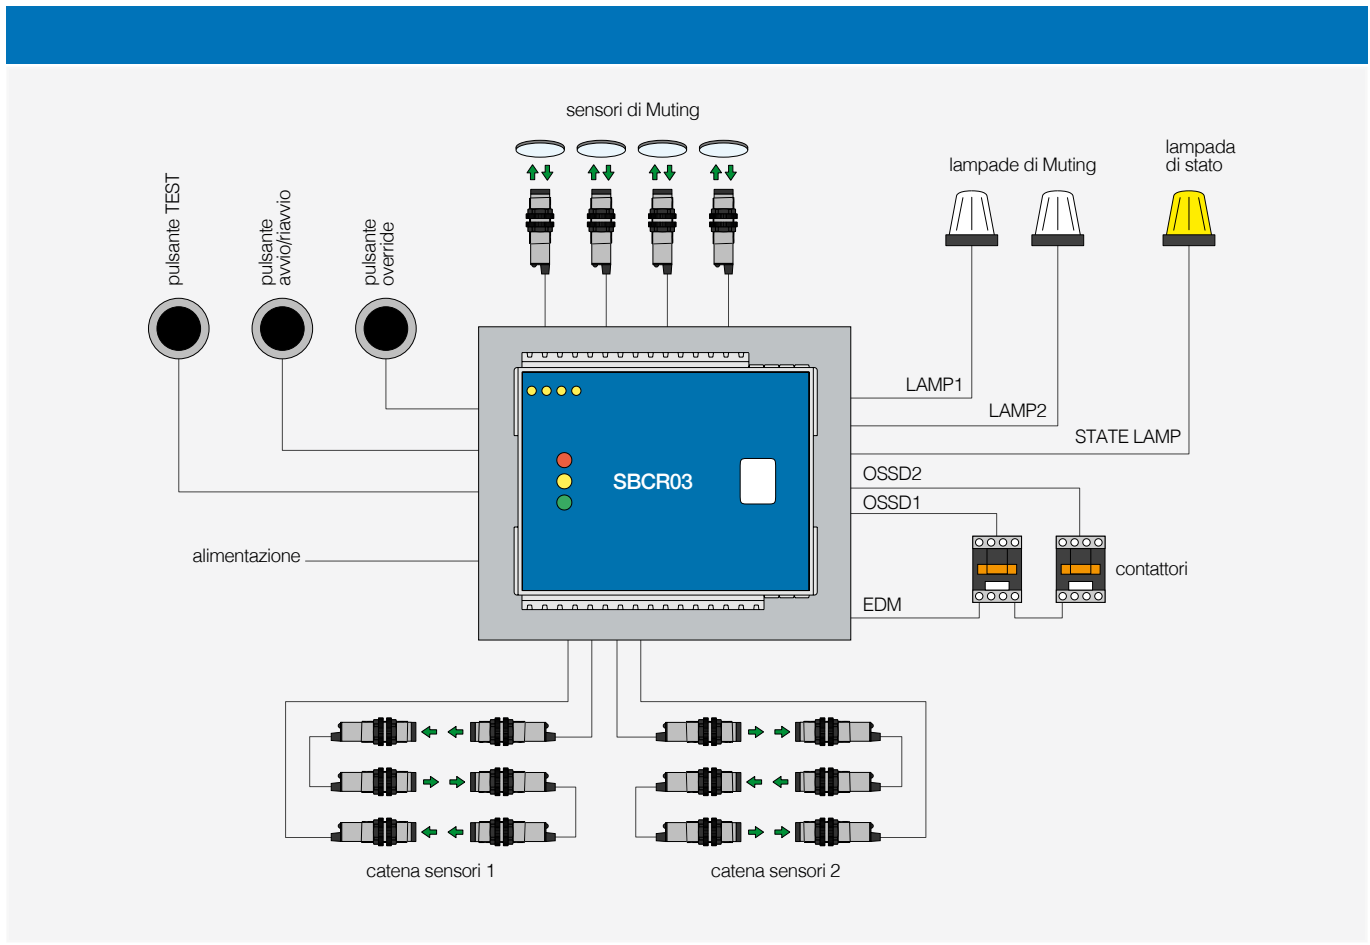 sensori di Muting
lampade di Muting
lampada
di stato
pulsante TEST
pulsante
avvio/riavvio
pulsante
override
LAMP1
LAMP2
STATE LAMP
OSSD2
OSSD1
SBCR03
alimentazione
contattori
EDM
catena sensori 1
catena sensori 2